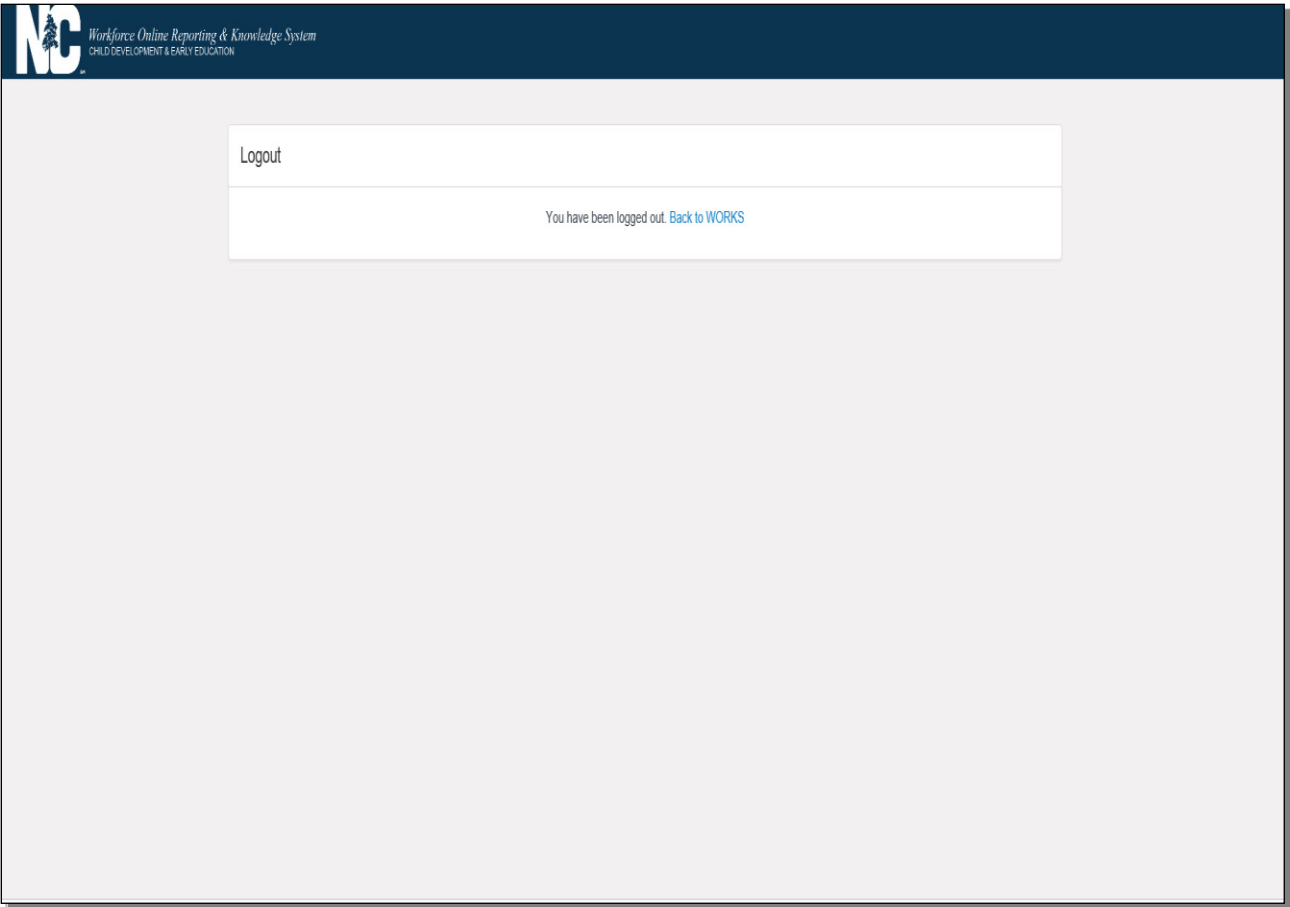 NC
Workforce Online Reporting & Knowledge System
CHILD DEVELOPMENT & EARLY EDUCATION
Logout
You have been logged out. Back to WORKS